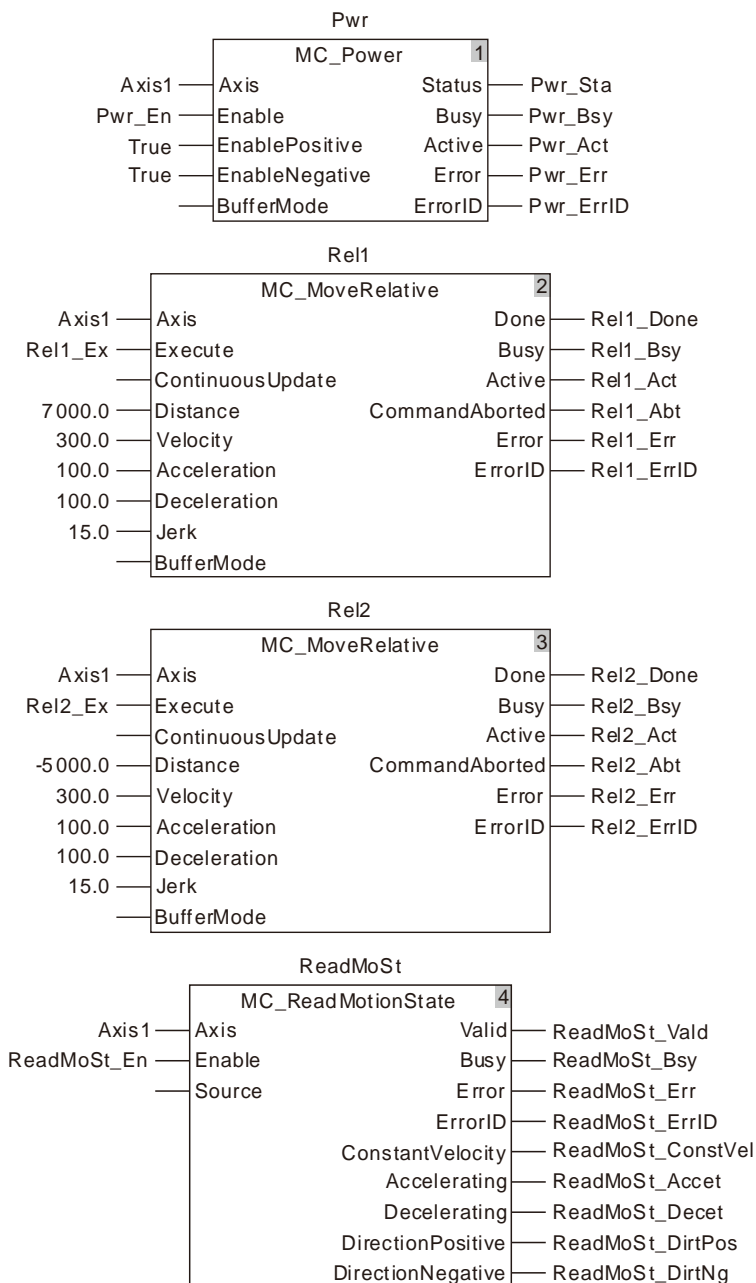 Pwr
MC_Power 1
Axis1 Axis Status Pwr_Sta
Pwr_En Enable Busy Pwr_Bsy
True EnablePositive Active Pwr_Act
True EnableNegative Error Pwr_Err
BufferMode ErrorID Pwr_ErrID
Rel1
MC_MoveRelative 2
Axis1 Axis Done Rel1_Done
Rel1_Ex Execute Busy Rel1_Bsy
ContinuousUpdate Active Rel1_Act
7000.0 Distance CommandAborted Rel1_Abt
300.0 Velocity Error Rel1_Err
100.0 Acceleration ErrorID Rel1_ErrID
100.0 Deceleration
15.0 Jerk
BufferMode
Rel2
MC_MoveRelative 3
Axis1 Axis Done Rel2_Done
Rel2_Ex Execute Busy Rel2_Bsy
ContinuousUpdate Active Rel2_Act
-5000.0 Distance CommandAborted Rel2_Abt
300.0 Velocity Error Rel2_Err
100.0 Acceleration ErrorID Rel2_ErrID
100.0 Deceleration
15.0 Jerk
BufferMode
ReadMoSt
MC_ReadMotionState 4
Axis1 Axis Valid ReadMoSt_Vald
ReadMoSt_En Enable Busy ReadMoSt_Bsy
Source Error ReadMoSt_Err
ErrorID ReadMoSt_ErrID
ConstantVelocity ReadMoSt_ConstVel
Accelerating ReadMoSt_Accet
Decelerating ReadMoSt_Decet
DirectionPositive ReadMoSt_DirtPos
DirectionNegative ReadMoSt_DirtNg